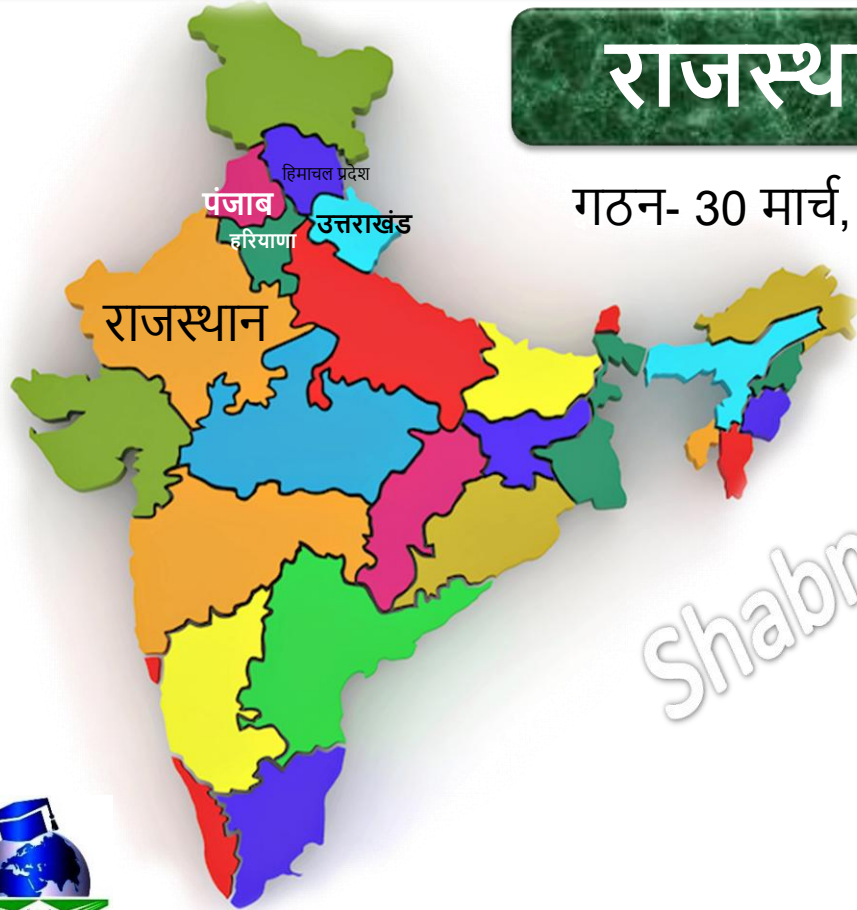 राजस्थ
हिमाचल प्रदेश
पंजाब
उत्तराखंड
गठन- 30 मार्च,
हरियाणा
राजस्थान
Shabn